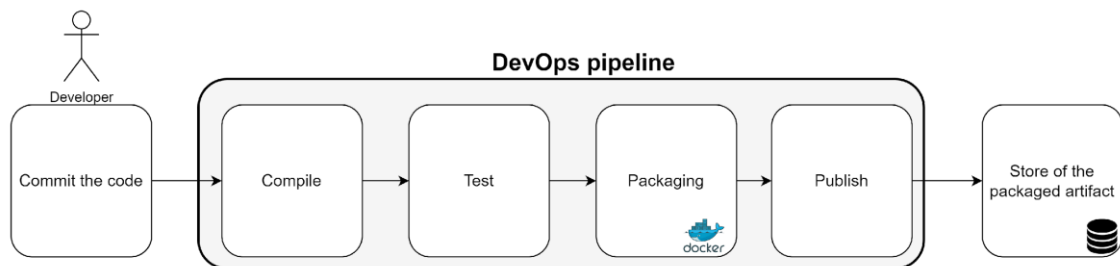 DevOps pipeline
Developer
Commit the code
Compile
Test
Packaging
docker
Publish
Store of the
packaged artifact